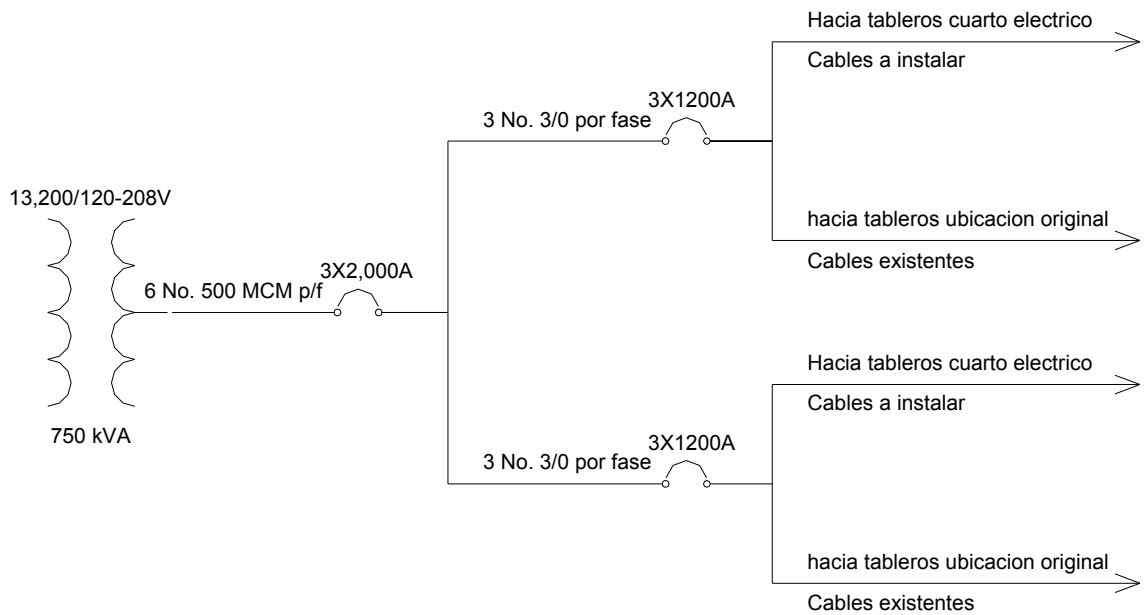 Hacia tableros cuarto electrico
Cables a instalar
3X1200A
3 No. 3/0 por fase
13,200/120-208V
hacia tableros ubicacion original
Cables existentes
3X2,000A
6 No. 500 MCM p/f
750 kVA
Hacia tableros cuarto electrico
Cables a instalar
3X1200A
3 No. 3/0 por fase
hacia tableros ubicacion original
Cables existentes